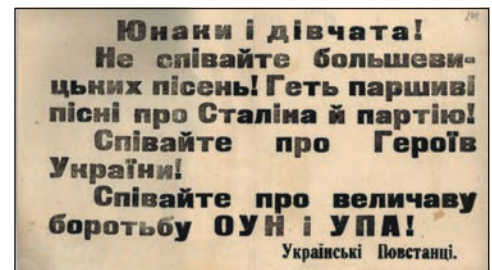 Юнаки і дівчата!
Не співайте большеви-
цьких пісень! Геть паршиві
пісні про Сталіна й партію!
Співайте про Героїв
України!
Співайте про величаву
боротьбу ОУН і УПА!
Українські Повстанці.